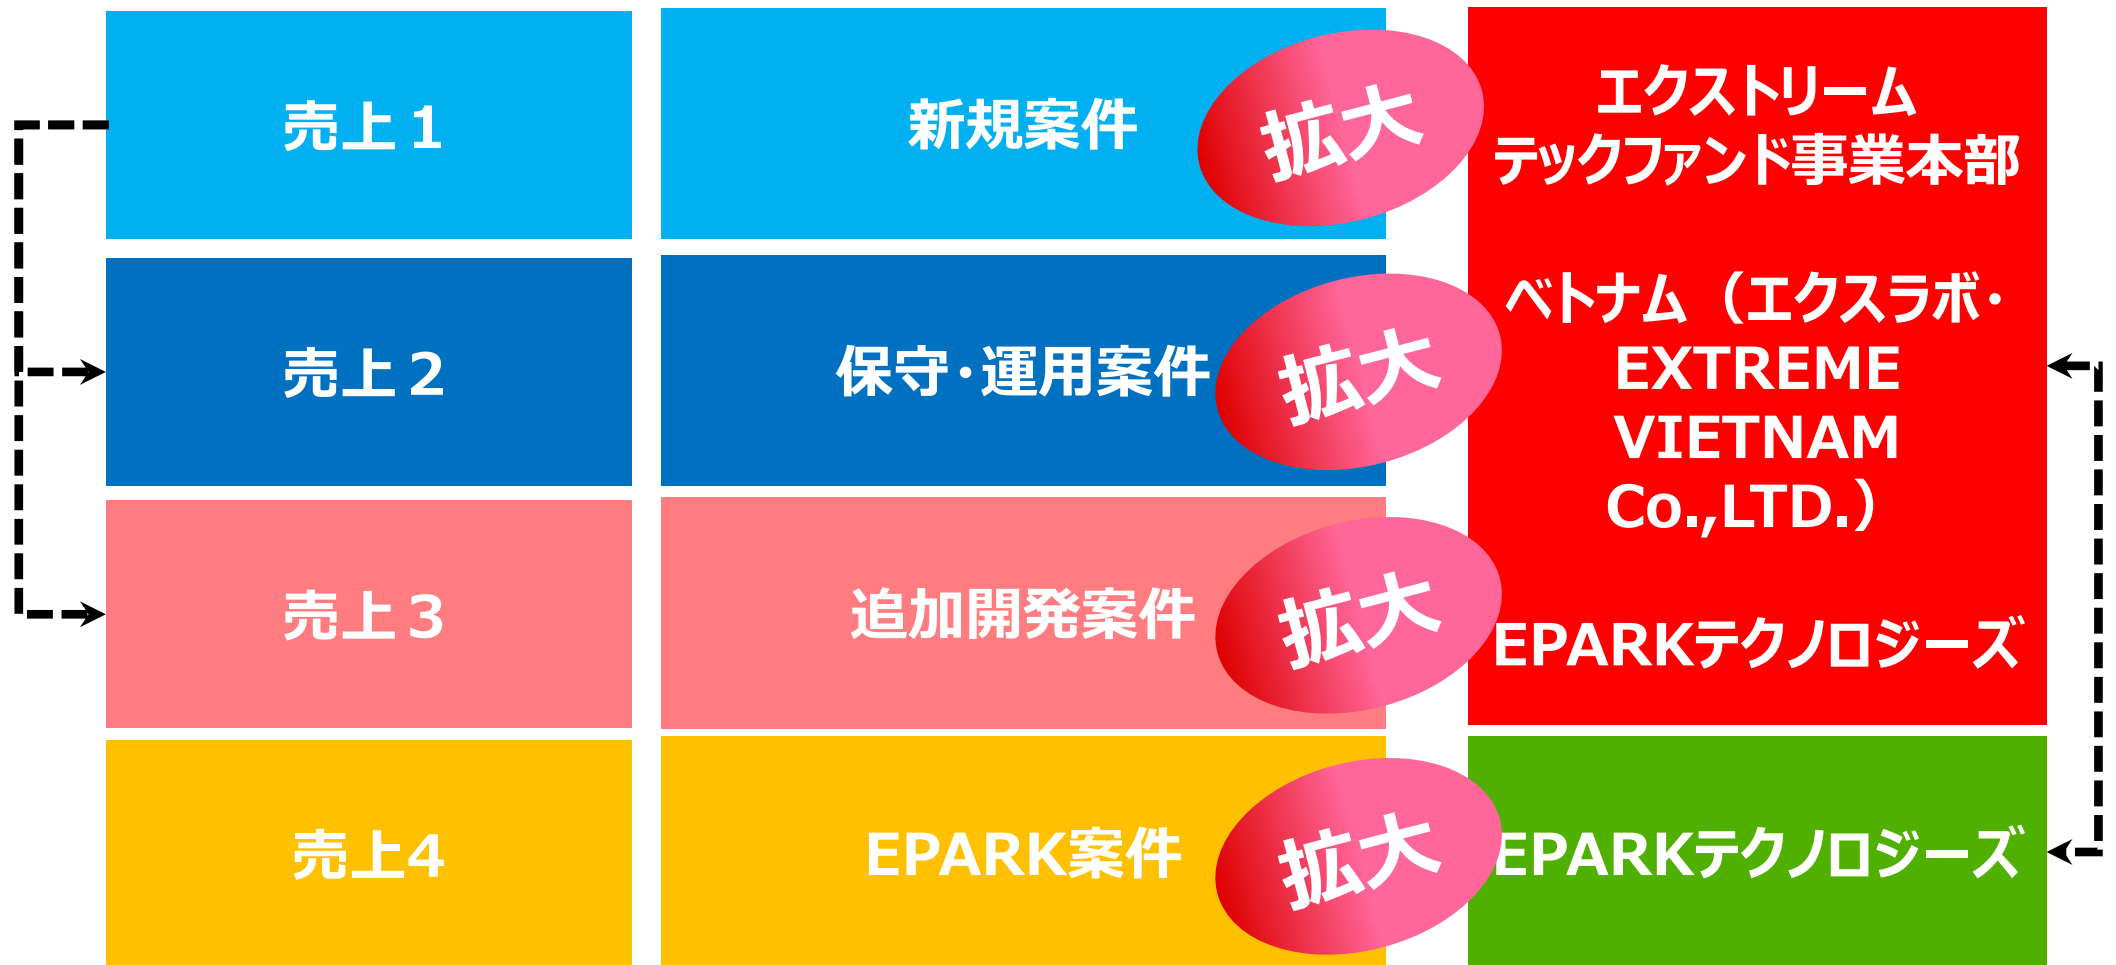 売上１
新規案件
拡大
エクストリーム
テックファンド事業本部
ベトナム（エクスラボ・
EXTREME
VIETNAM
Co.,LTD.）
EPARKテクノロジーズ
売上２
保守・運用案件
拡大
売上３
追加開発案件
拡大
売上4
EPARK案件
拡大
EPARKテクノロジーズ